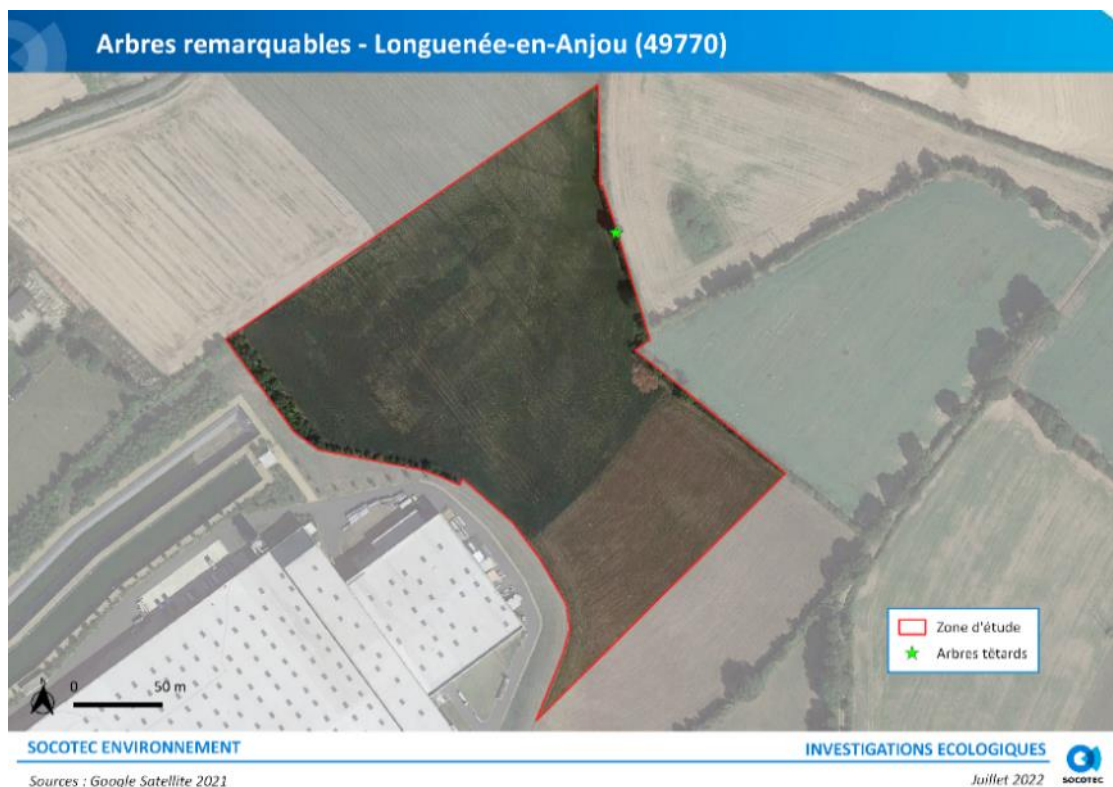 Arbres remarquables - Longuenée-en-Anjou (49770)
Zone d'étude
Arbres têtards
0 50 m
SOCOTEC ENVIRONNEMENT
INVESTIGATIONS ECOLOGIQUES
Sources : Google Satellite 2021
Juillet 2022
SOCOTEC